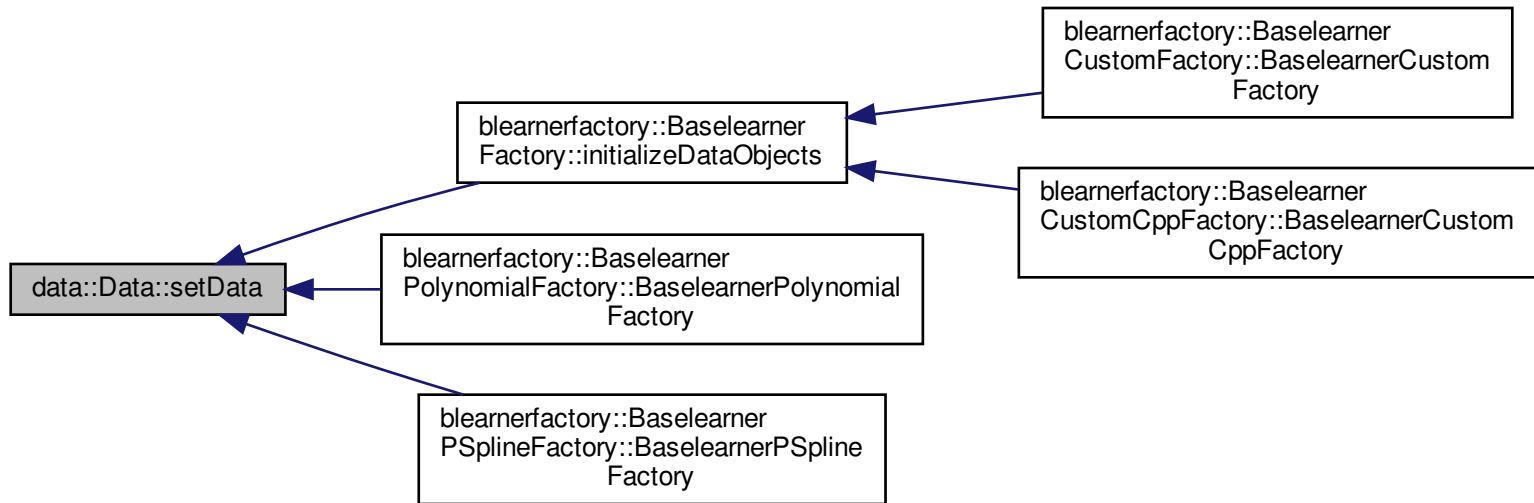 data::Data::setData
blearnerfactory::Baselearner
Factory::initializeDataObjects
blearnerfactory::Baselearner
CustomFactory::BaselearnerCustom
Factory
blearnerfactory::Baselearner
CustomCppFactory::BaselearnerCustom
CppFactory
blearnerfactory::Baselearner
PolynomialFactory::BaselearnerPolynomial
Factory
blearnerfactory::Baselearner
PSplineFactory::BaselearnerPSpline
Factory